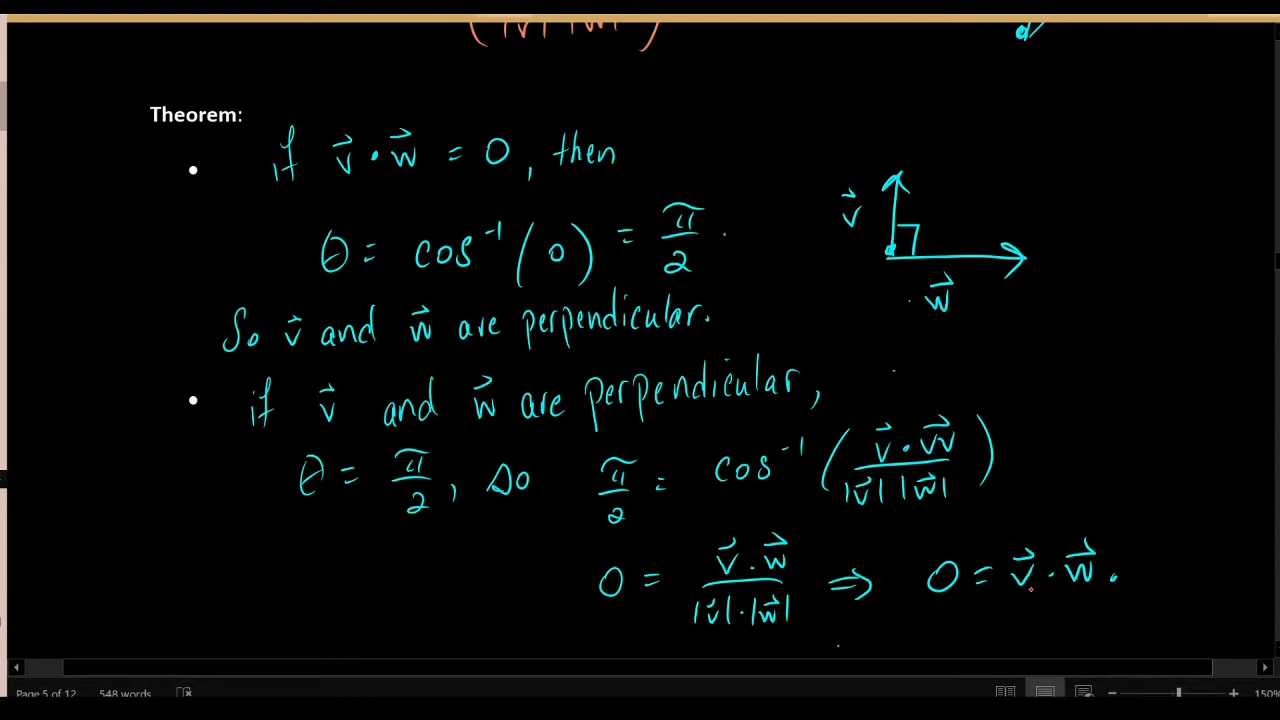 (|v| |w|)
Theorem:
• if v⃗ • w⃗ = 0, then
θ = cos⁻¹(0) = π/2.
v⃗
w⃗
So v⃗ and w⃗ are perpendicular.
• if v⃗ and w⃗ are perpendicular,
θ = π/2, so π/2 = cos⁻¹(v⃗ • w⃗ / |v⃗| |w⃗|)
0 = v⃗ • w⃗ / |v⃗| • |w⃗| ⇒ 0 = v⃗ • w⃗.
Page 5 of 12 548 words 150%